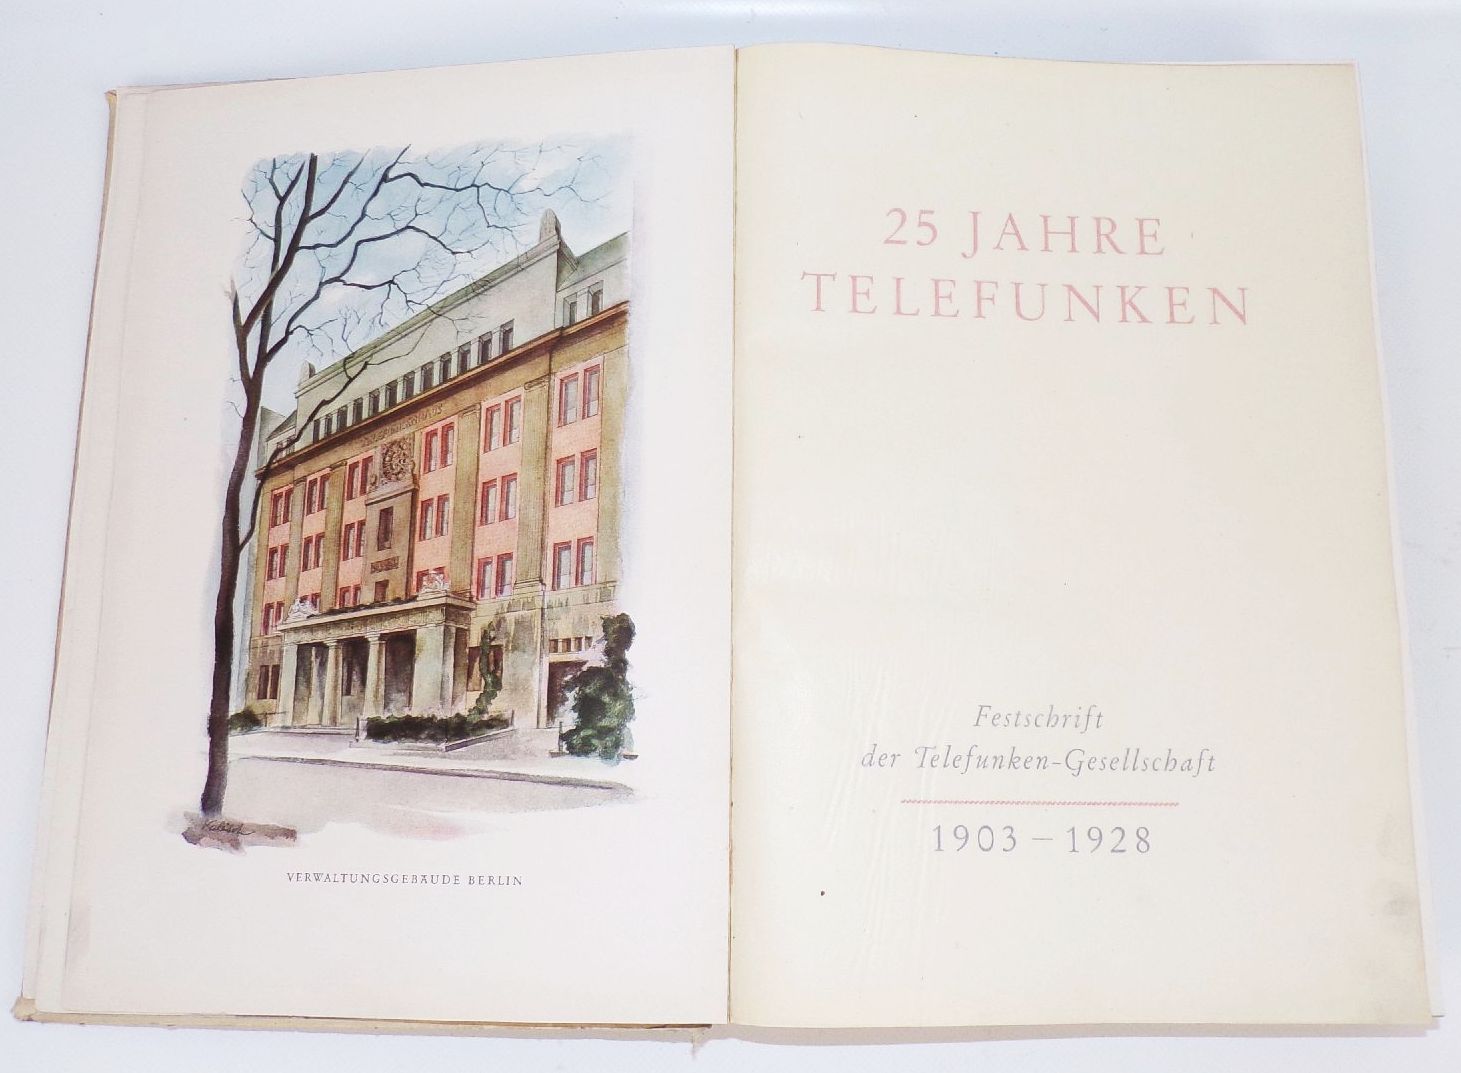 VERWALTUNGSGEBÄUDE BERLIN
25 JAHRE
TELEFUNKEN
Festschrift
der Telefunken-Gesellschaft
1903 – 1928